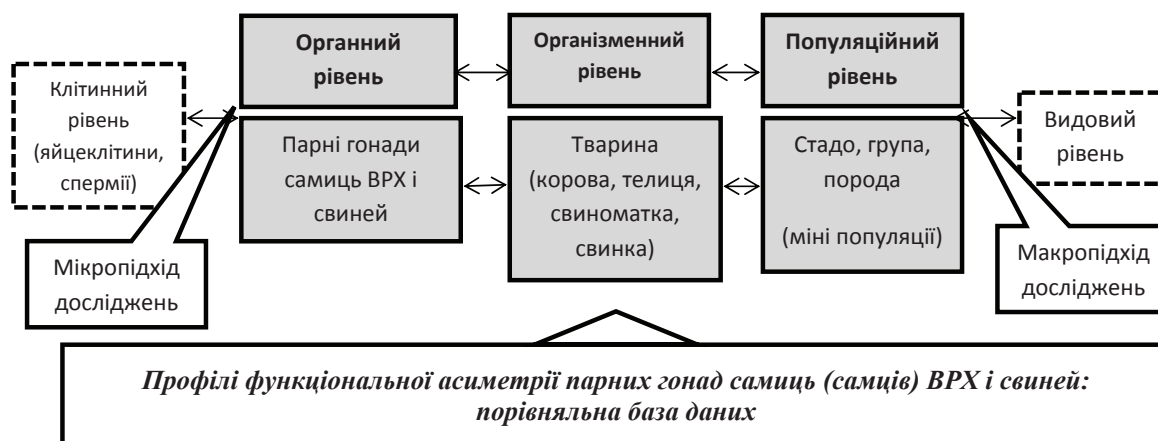 Органний
рівень
Організменний
рівень
Популяційний
рівень
Клітинний
рівень
(яйцеклітини,
спермії)
Парні гонади
самиць ВРХ і
свиней
Тварина
(корова, телиця,
свиноматка,
свинка)
Стадо, група,
порода
(міні популяції)
Видовий
рівень
Мікропідхід
досліджень
Макропідхід
досліджень
Профілі функціональної асиметрії парних гонад самиць (самців) ВРХ і свиней:
порівняльна база даних